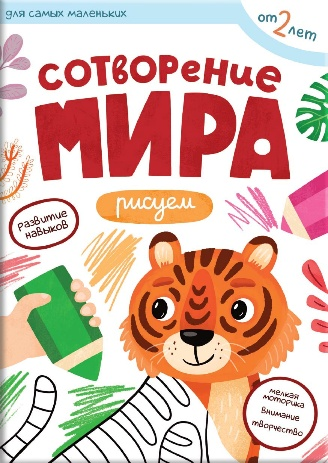 для самых маленьких
от 2 лет
сотворение
мира
рисуем
развитие
навыков
мелкая
моторика
внимание
творчество